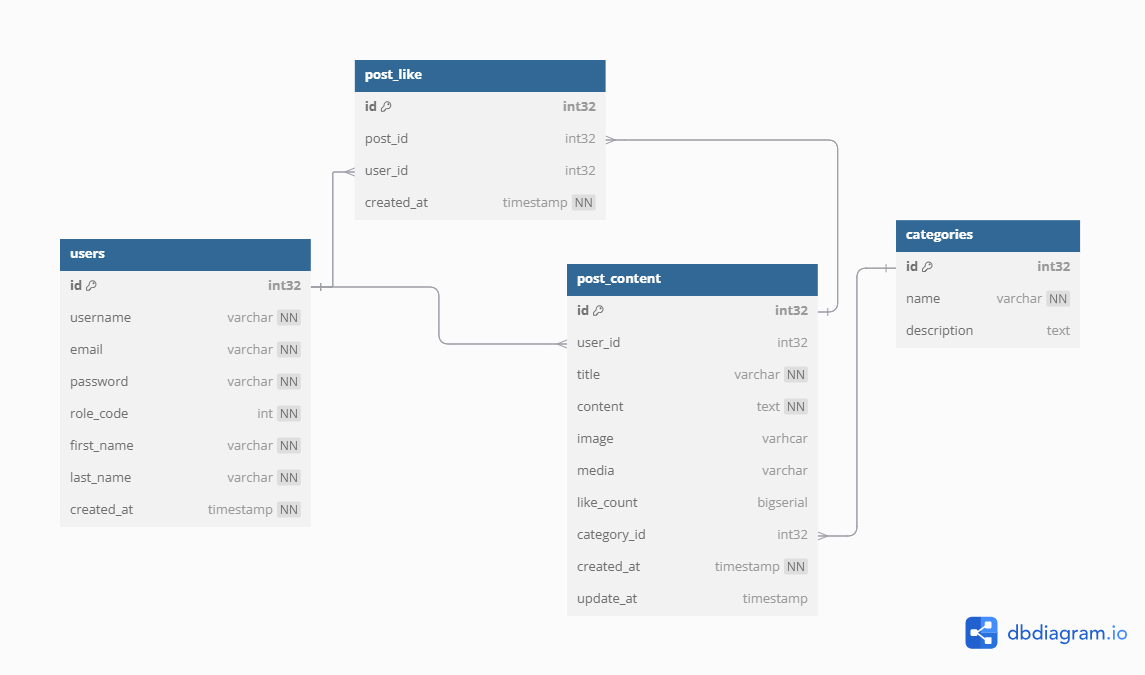 post_like
id int32
post_id int32
user_id int32
created_at timestamp NN
users
id int32
username varchar NN
email varchar NN
password varchar NN
role_code int NN
first_name varchar NN
last_name varchar NN
created_at timestamp NN
post_content
id int32
user_id int32
title varchar NN
content text NN
image varhcar
media varchar
like_count bigserial
category_id int32
created_at timestamp NN
update_at timestamp
categories
id int32
name varchar NN
description text
dbdiagram.io